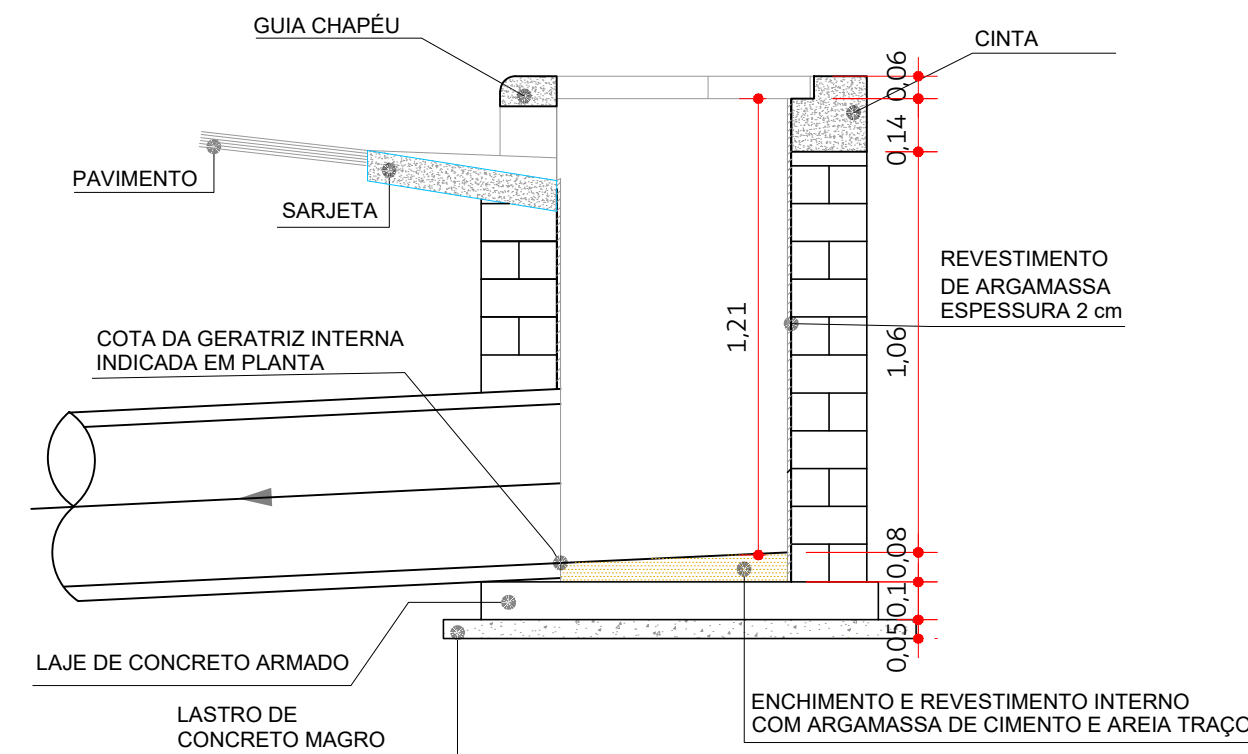 GUIA CHAPÉU
CINTA
0,06
0,14
PAVIMENTO
SARJETA
REVESTIMENTO
DE ARGAMASSA
ESPESSURA 2 cm
1,21
1,06
COTA DA GERATRIZ INTERNA
INDICADA EM PLANTA
0,08
0,1
0,05
LAJE DE CONCRETO ARMADO
LASTRO DE
CONCRETO MAGRO
ENCHIMENTO E REVESTIMENTO INTERNO
COM ARGAMASSA DE CIMENTO E AREIA TRAÇO